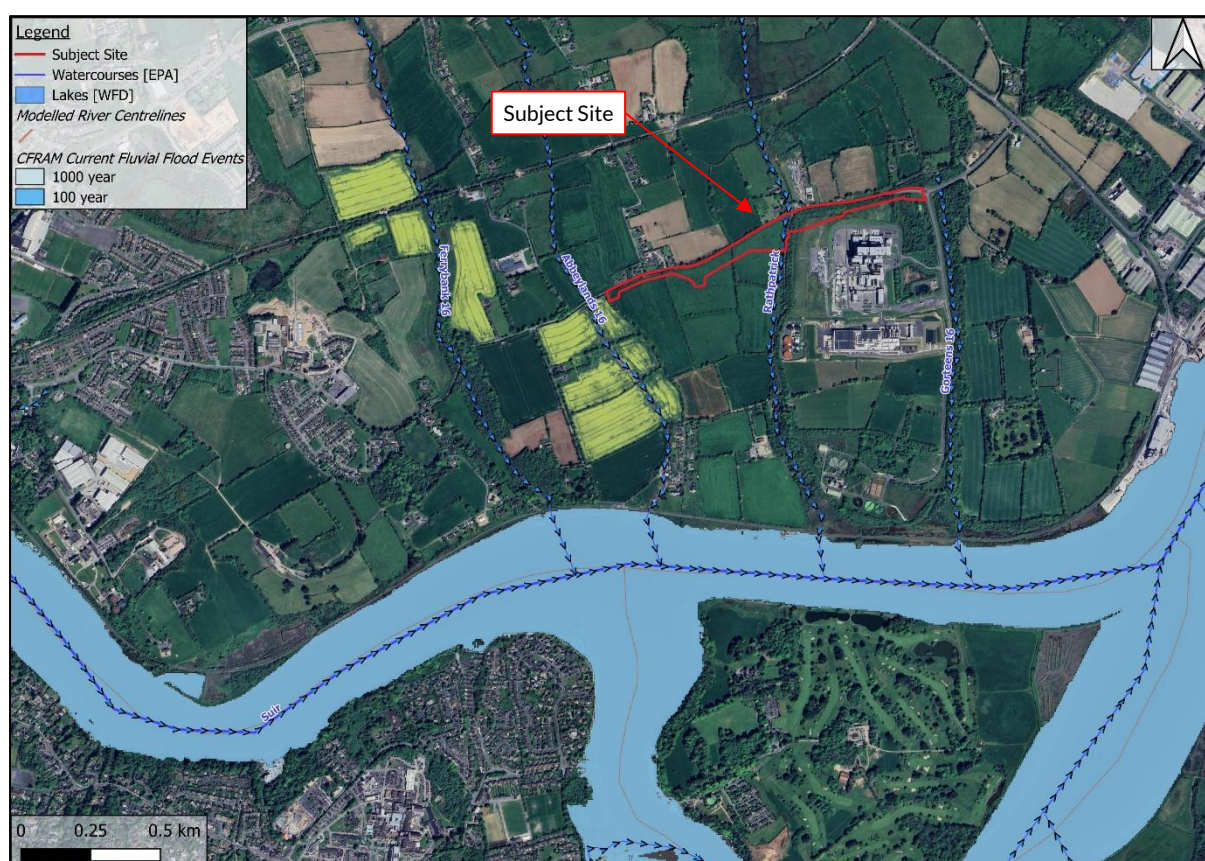 Legend
Subject Site
Watercourses [EPA]
Lakes [WFD]
Modelled River Centrelines
CFRAM Current Fluvial Flood Events
1000 year
100 year
Subject Site
Ferrybank 16
Abbeylands 16
Rathpatrick
Gorteens 16
Suir
0 0.25 0.5 km